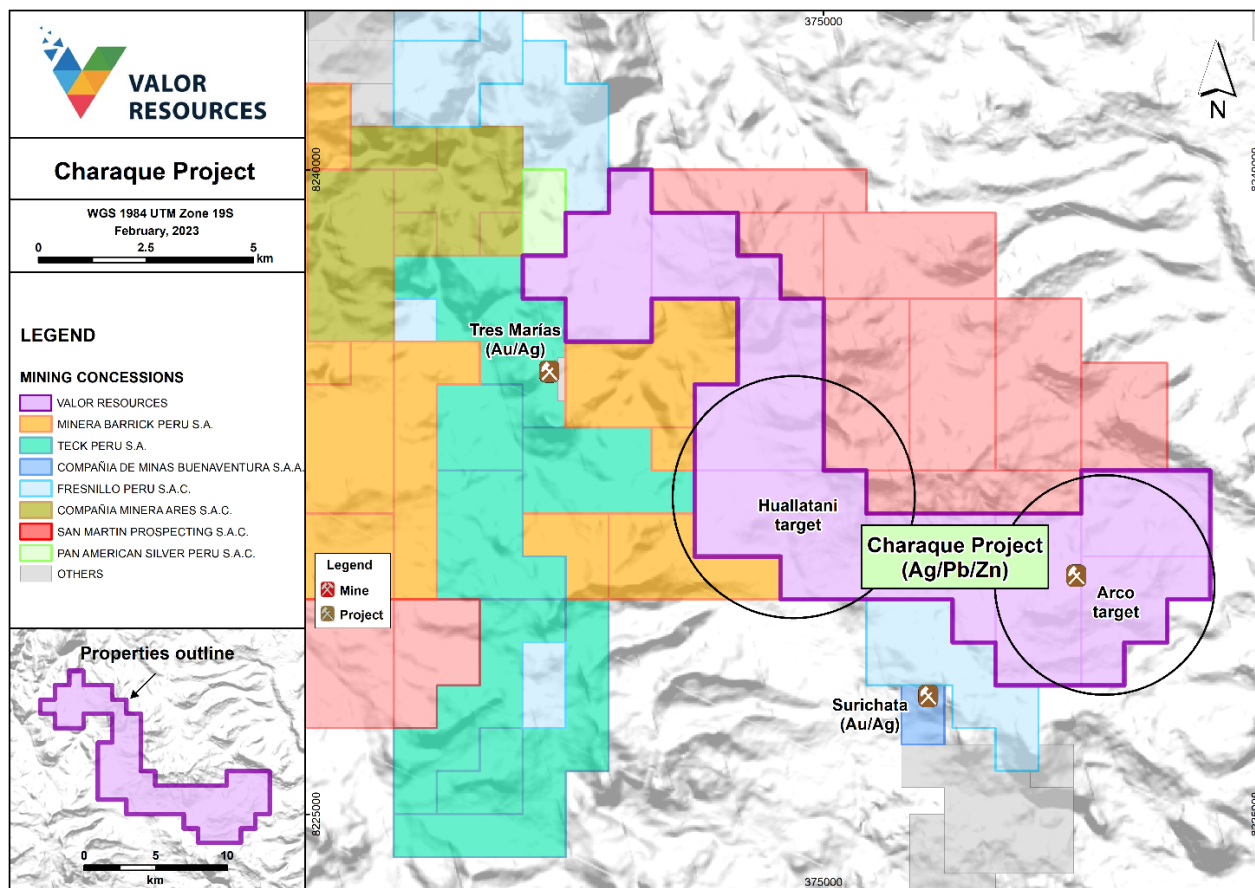 VALOR
RESOURCES
Charaque Project
WGS 1984 UTM Zone 19S
February, 2023
0 2.5 5
km
LEGEND
MINING CONCESSIONS
VALOR RESOURCES
MINERA BARRICK PERU S.A.
TECK PERU S.A.
COMPAÑIA DE MINAS BUENAVENTURA S.A.A.
FRESNILLO PERU S.A.C.
COMPAÑIA MINERA ARES S.A.C.
SAN MARTIN PROSPECTING S.A.C.
PAN AMERICAN SILVER PERU S.A.C.
OTHERS
Properties outline
0 5 10
km
375000
N
8240000
8240000
Tres Marías
(Au/Ag)
Huallatani
target
Charaque Project
(Ag/Pb/Zn)
Arco
target
Legend
Mine
Project
Surichata
(Au/Ag)
8225000
8225000
375000